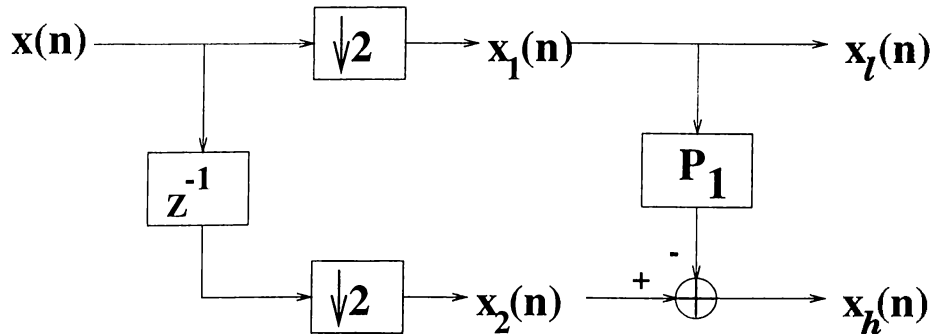 x(n) ↓2 x₁(n) xₗ(n)
z⁻¹ P₁
-
+
↓2 x₂(n) xₕ(n)